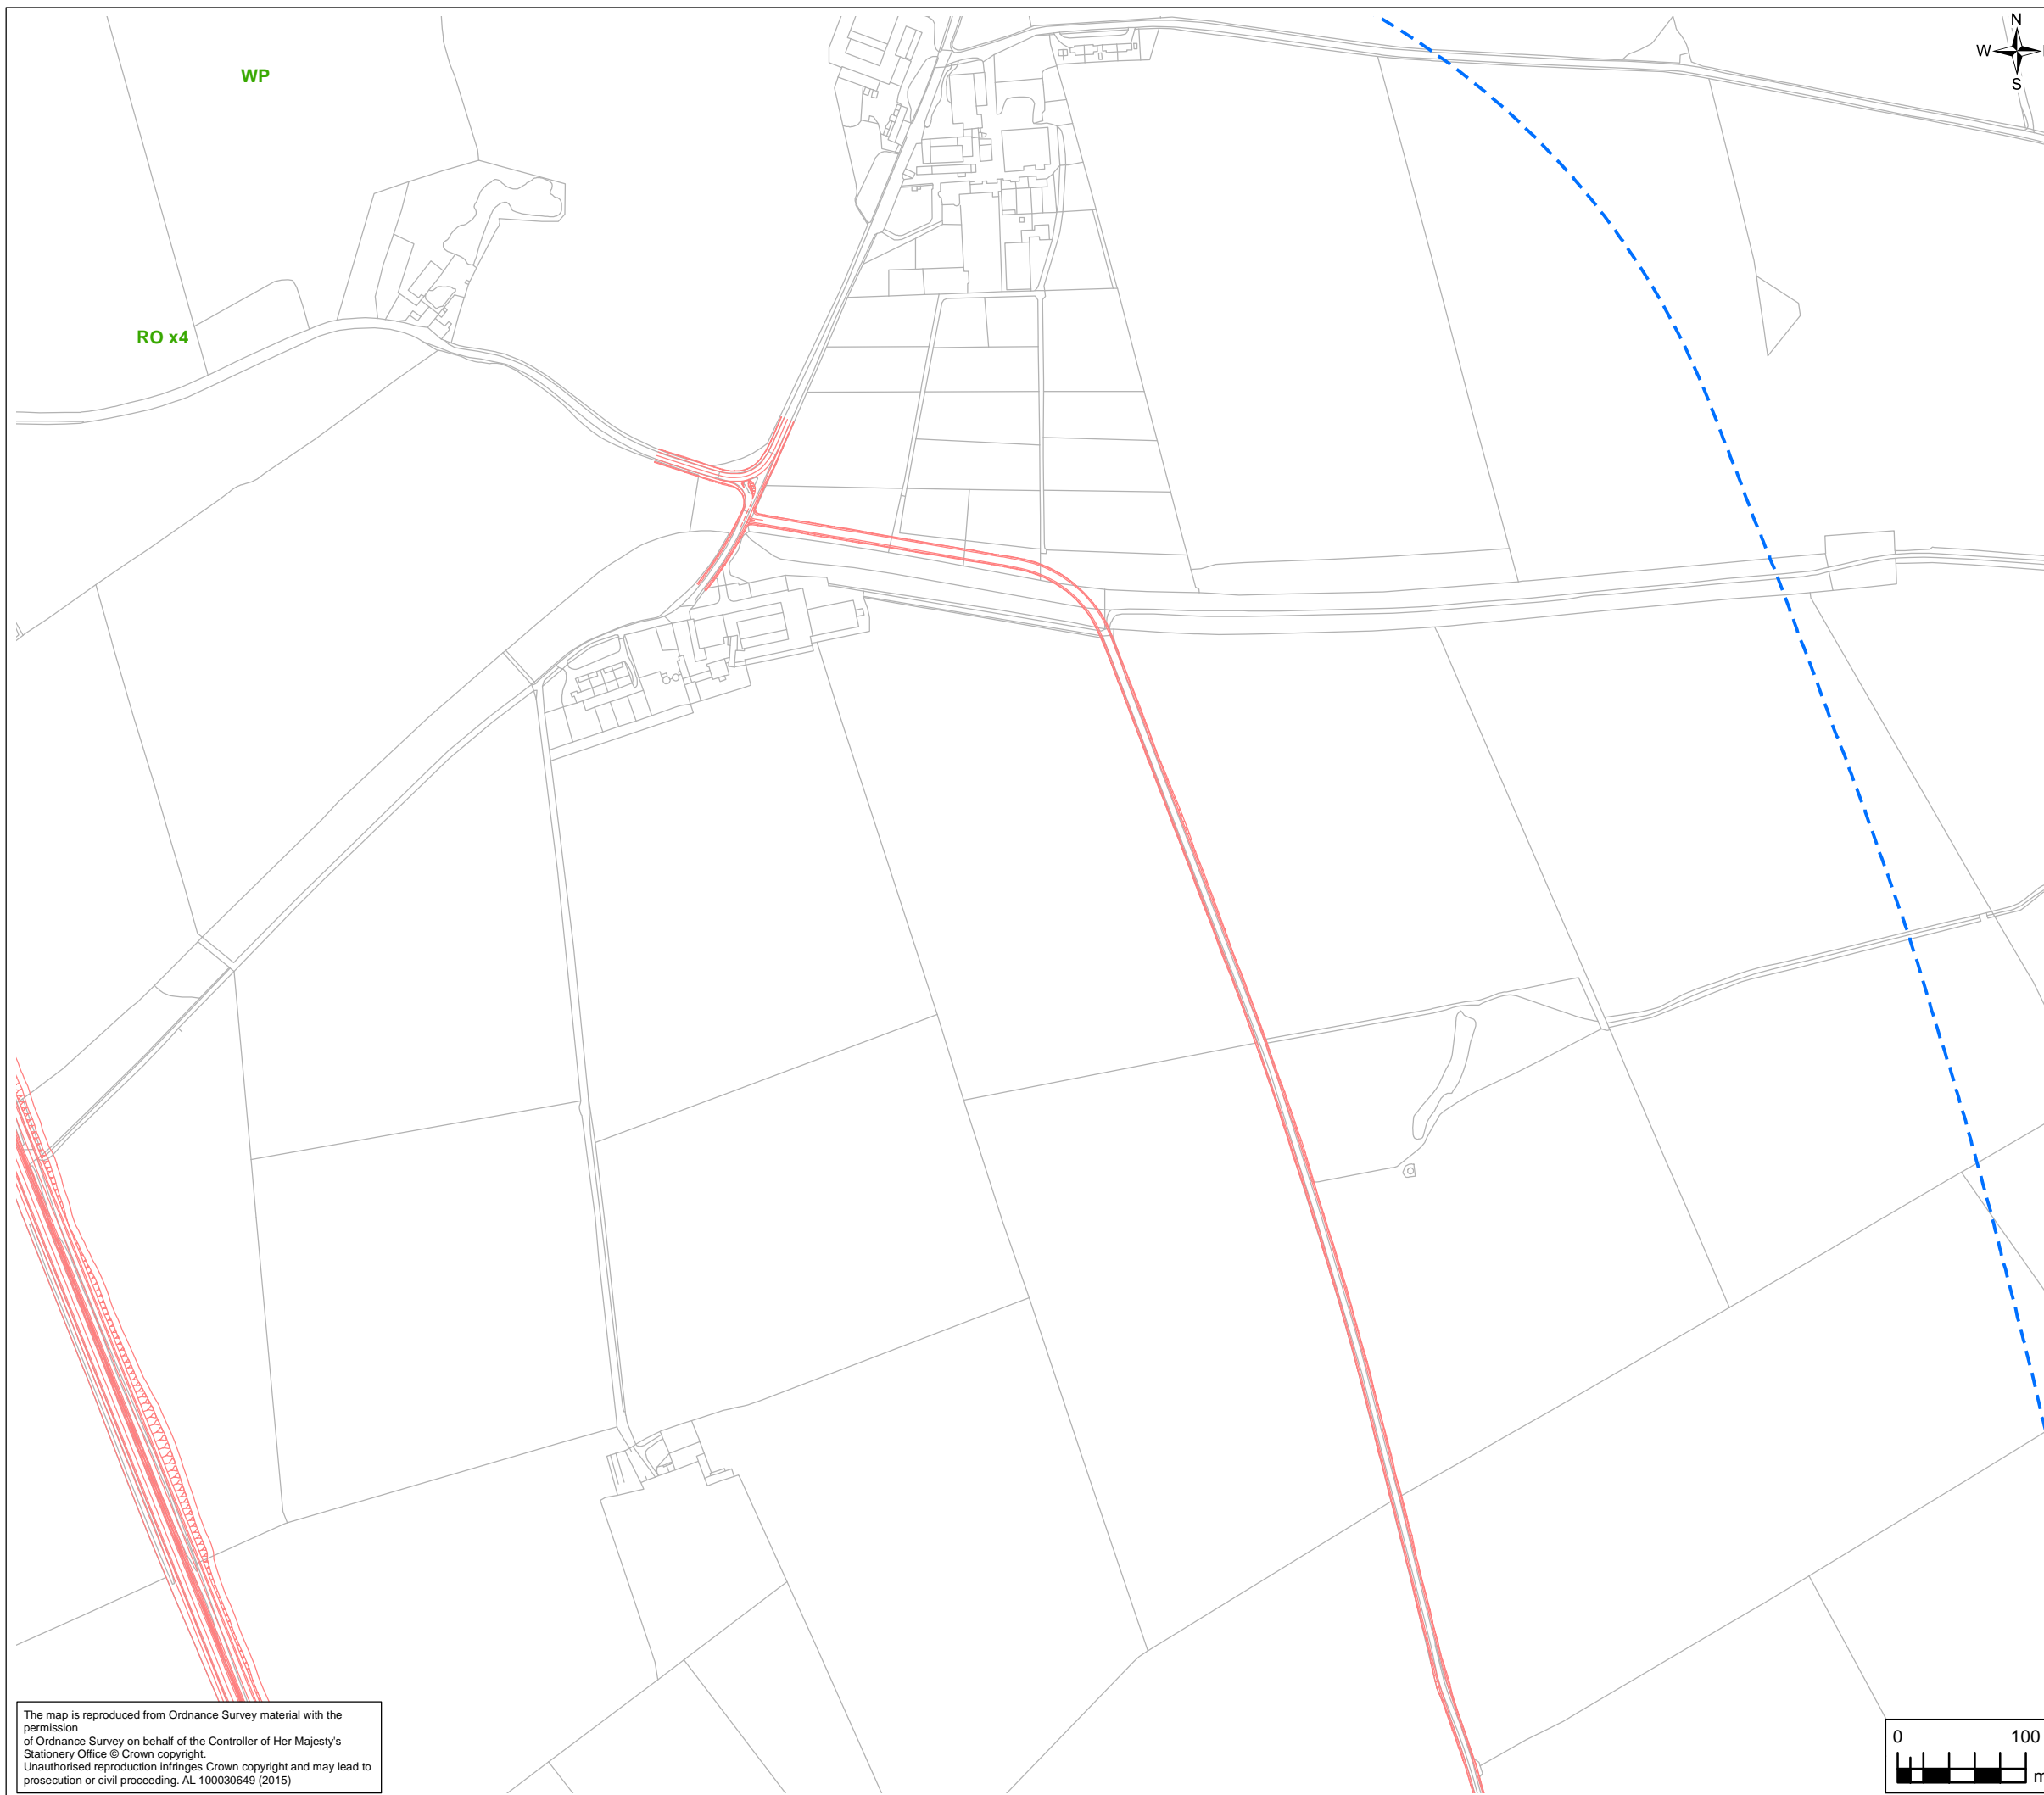 N
W
S
WP
RO x4
The map is reproduced from Ordnance Survey material with the
permission
of Ordnance Survey on behalf of the Controller of Her Majesty's
Stationery Office © Crown copyright.
Unauthorised reproduction infringes Crown copyright and may lead to
prosecution or civil proceeding. AL 100030649 (2015)
0 100
m